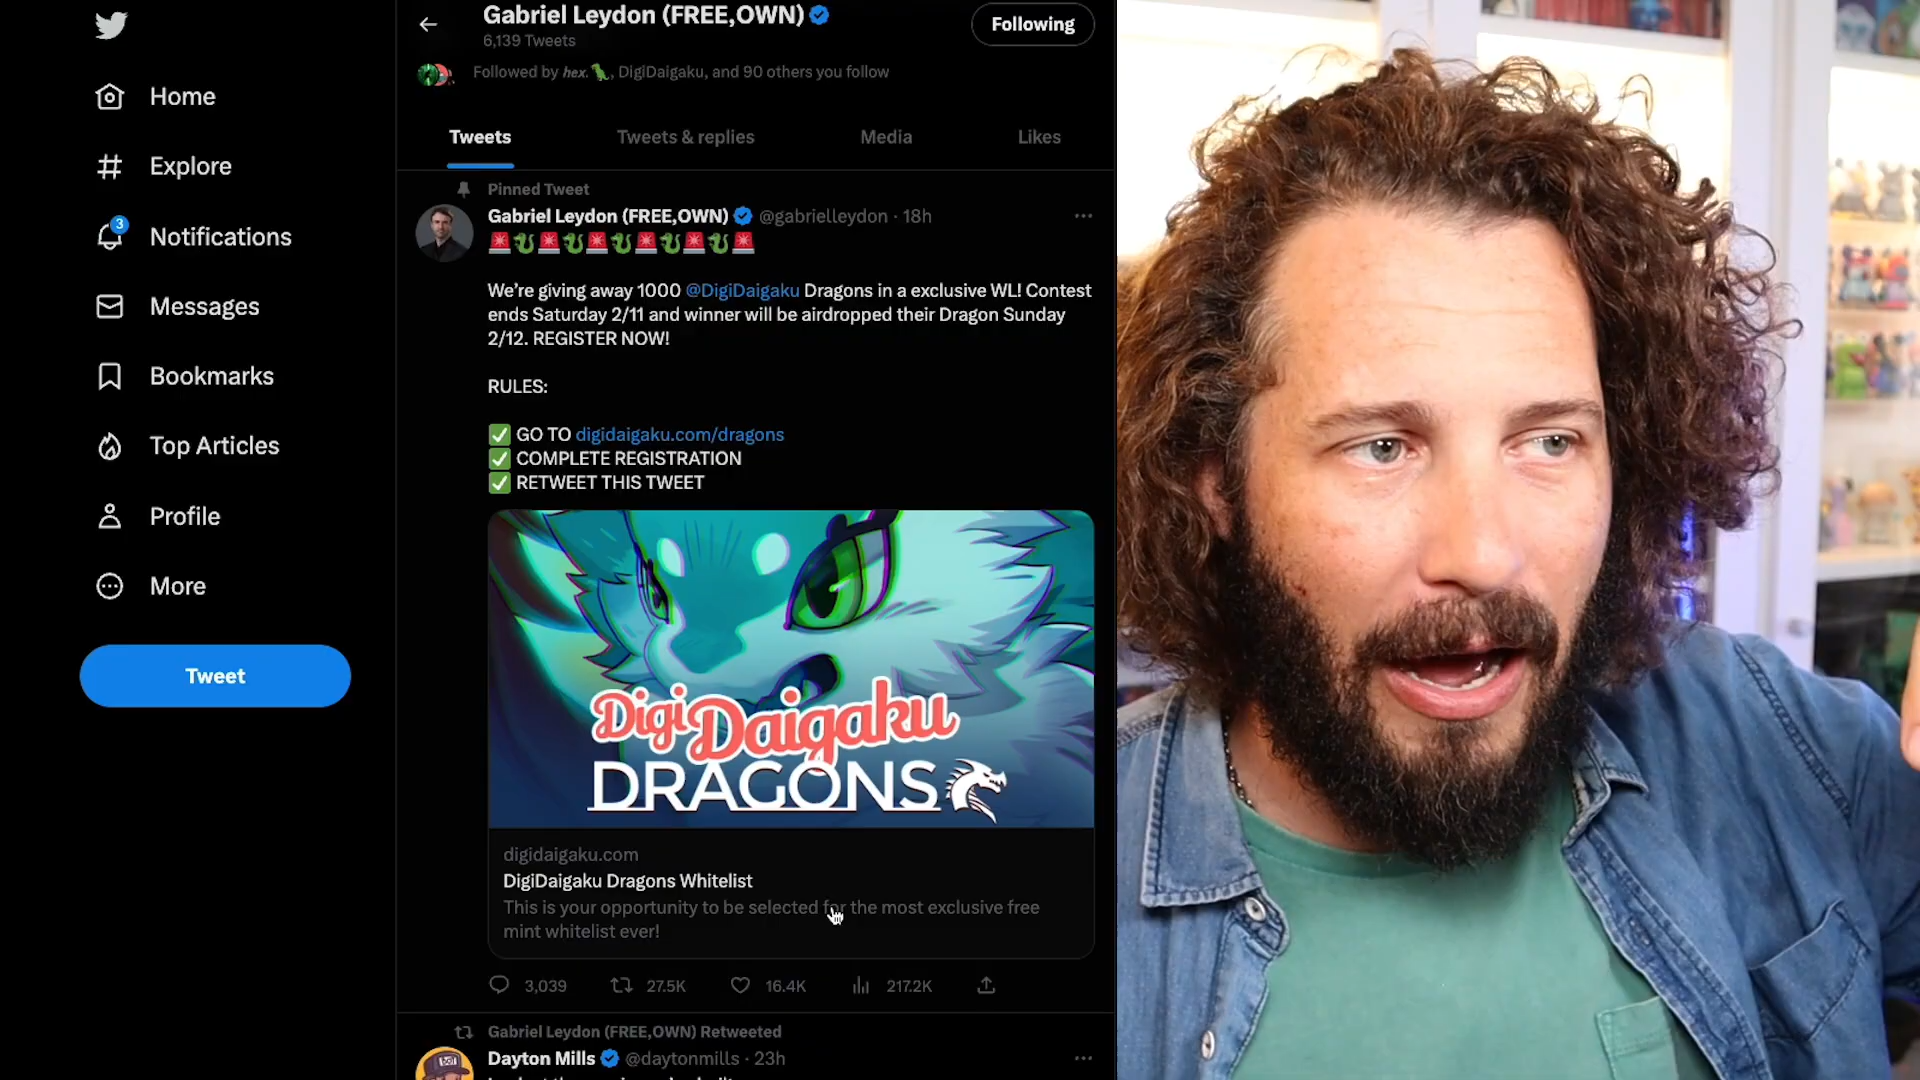 Gabriel Leydon (FREE,OWN)
6,139 Tweets
Following
Followed by hex.🦖, DigiDaigaku, and 90 others you follow
Home
Explore
3
Notifications
Messages
Bookmarks
Top Articles
Profile
More
Tweet
Tweets
Tweets & replies
Media
Likes
Pinned Tweet
Gabriel Leydon (FREE,OWN) @gabrielleydon · 18h
🚨🐉🚨🐉🚨🐉🚨🐉🚨🐉🚨
We’re giving away 1000 @DigiDaigaku Dragons in a exclusive WL! Contest
ends Saturday 2/11 and winner will be airdropped their Dragon Sunday
2/12. REGISTER NOW!
RULES:
✅ GO TO digidaigaku.com/dragons
✅ COMPLETE REGISTRATION
✅ RETWEET THIS TWEET
DigiDaigaku
DRAGONS
digidaigaku.com
DigiDaigaku Dragons Whitelist
This is your opportunity to be selected for the most exclusive free
mint whitelist ever!
3,039
27.5K
16.4K
217.2K
Gabriel Leydon (FREE,OWN) Retweeted
Dayton Mills @daytonmills · 23h